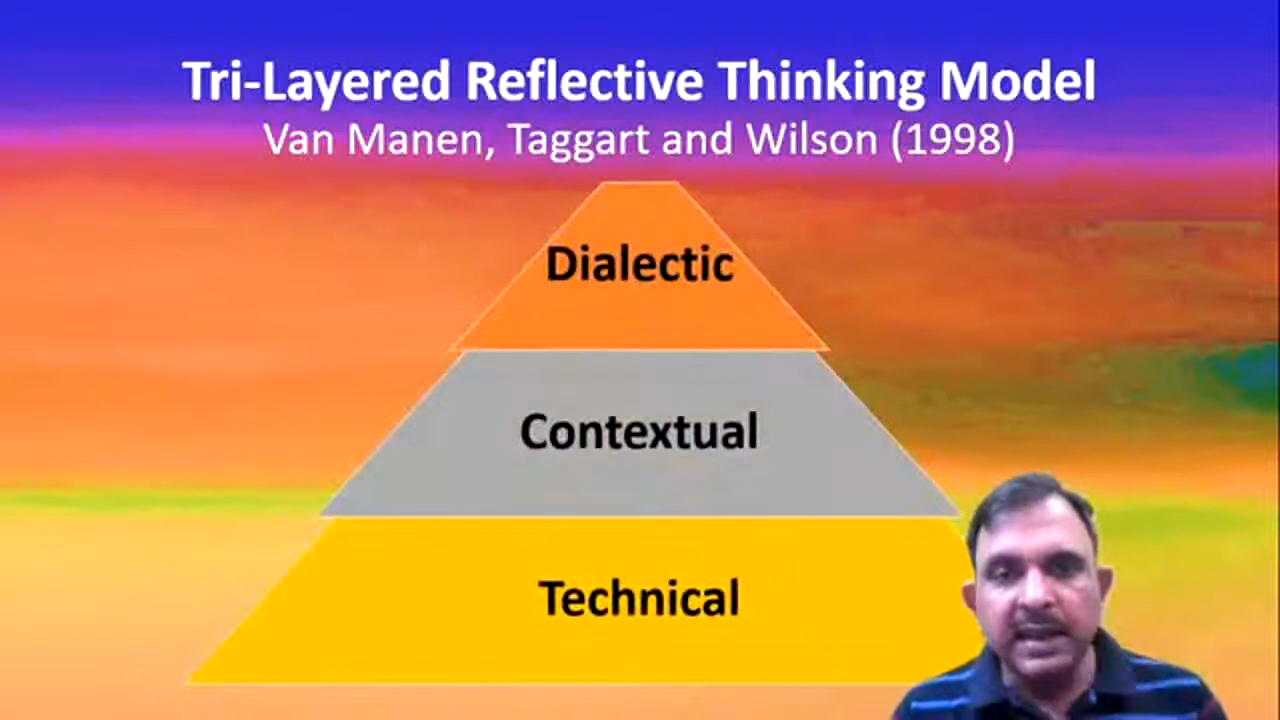 Tri-Layered Reflective Thinking Model
Van Manen, Taggart and Wilson (1998)
Dialectic
Contextual
Technical